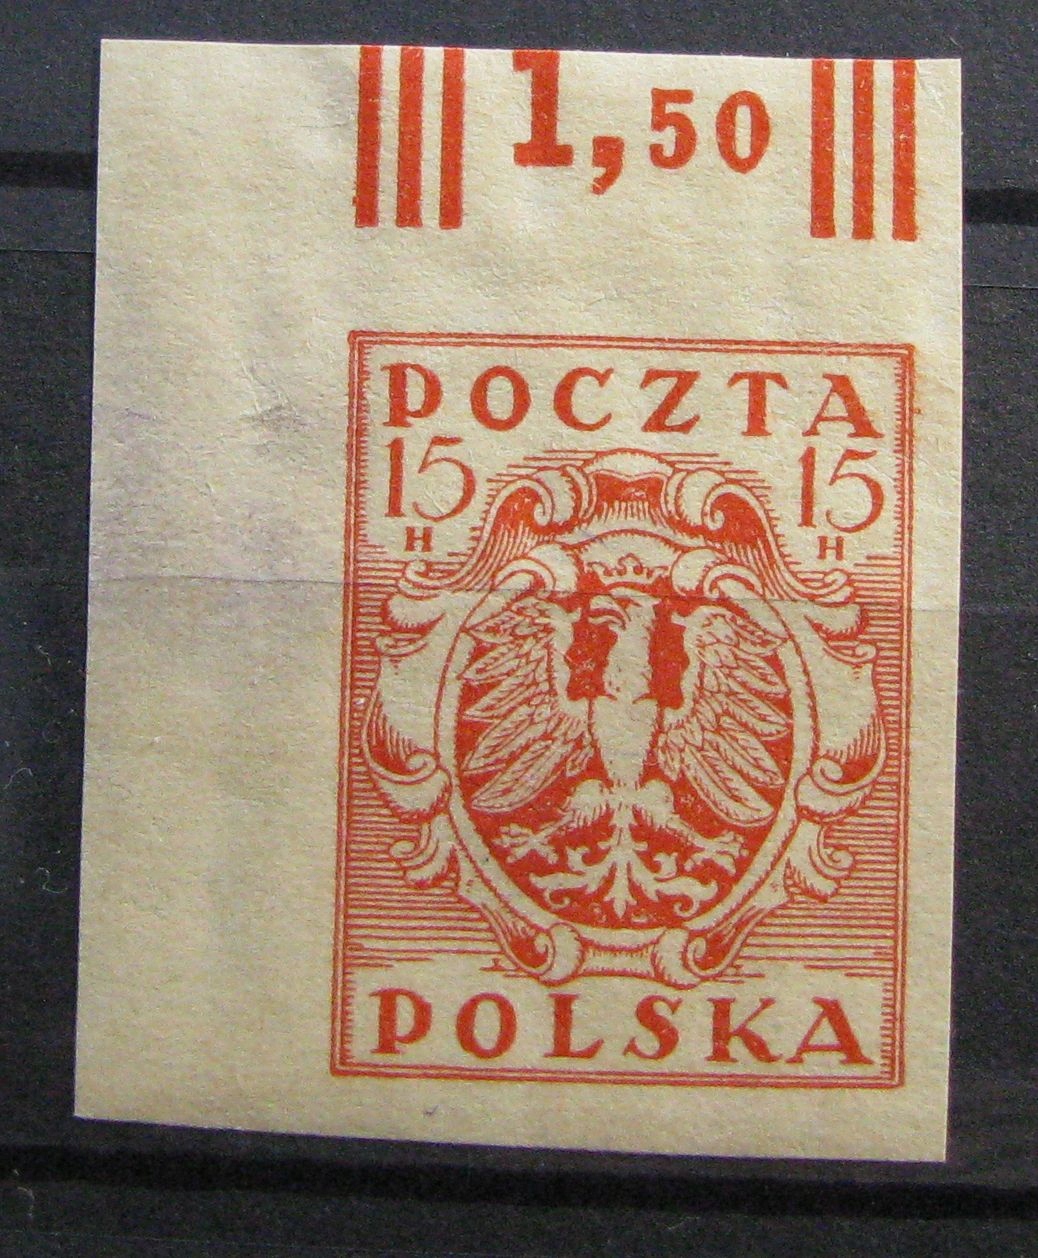 1,50
POCZTA
15 15
H H
POLSKA